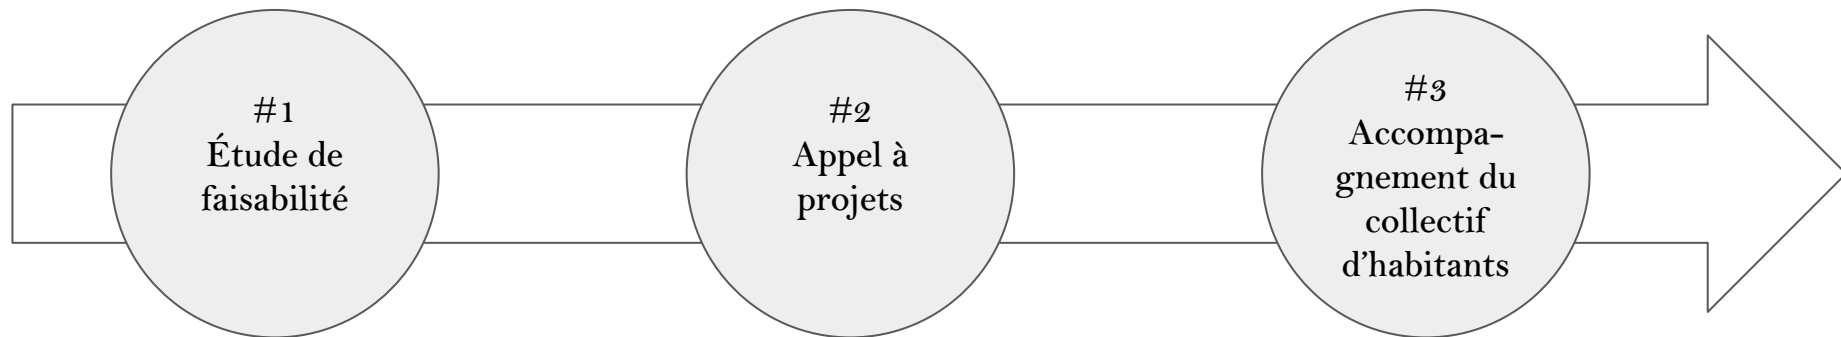 #1
Étude de
faisabilité
#2
Appel à
projets
#3
Accompa-
gnement du
collectif
d’habitants